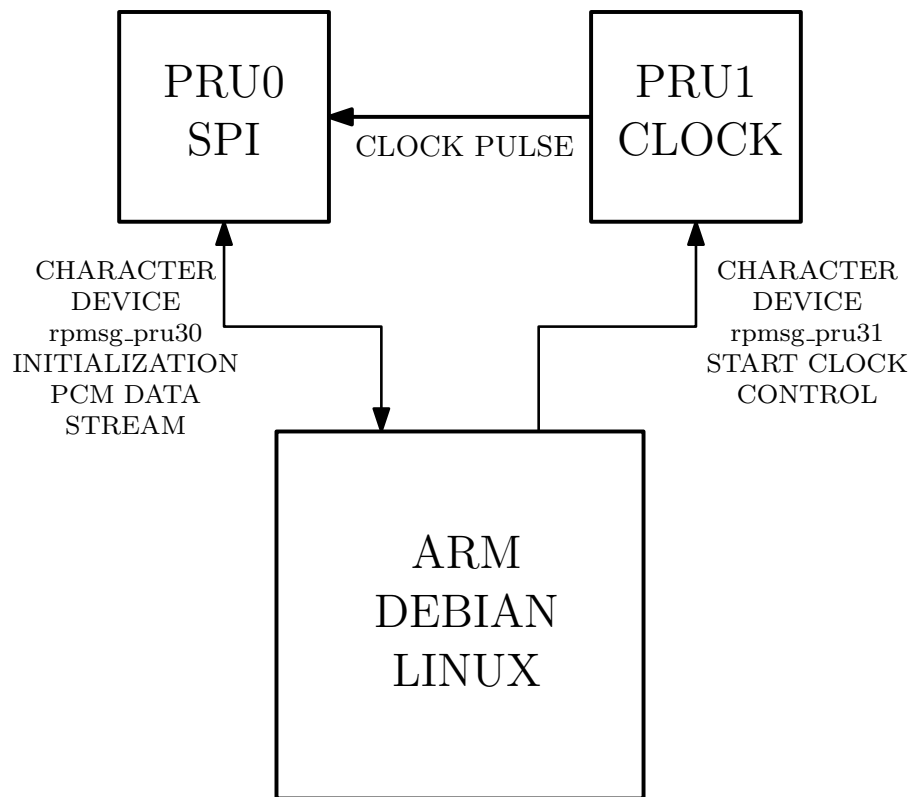 PRU0
SPI
PRU1
CLOCK
CLOCK PULSE
CHARACTER
DEVICE
rpmsg_pru30
INITIALIZATION
PCM DATA
STREAM
CHARACTER
DEVICE
rpmsg_pru31
START CLOCK
CONTROL
ARM
DEBIAN
LINUX